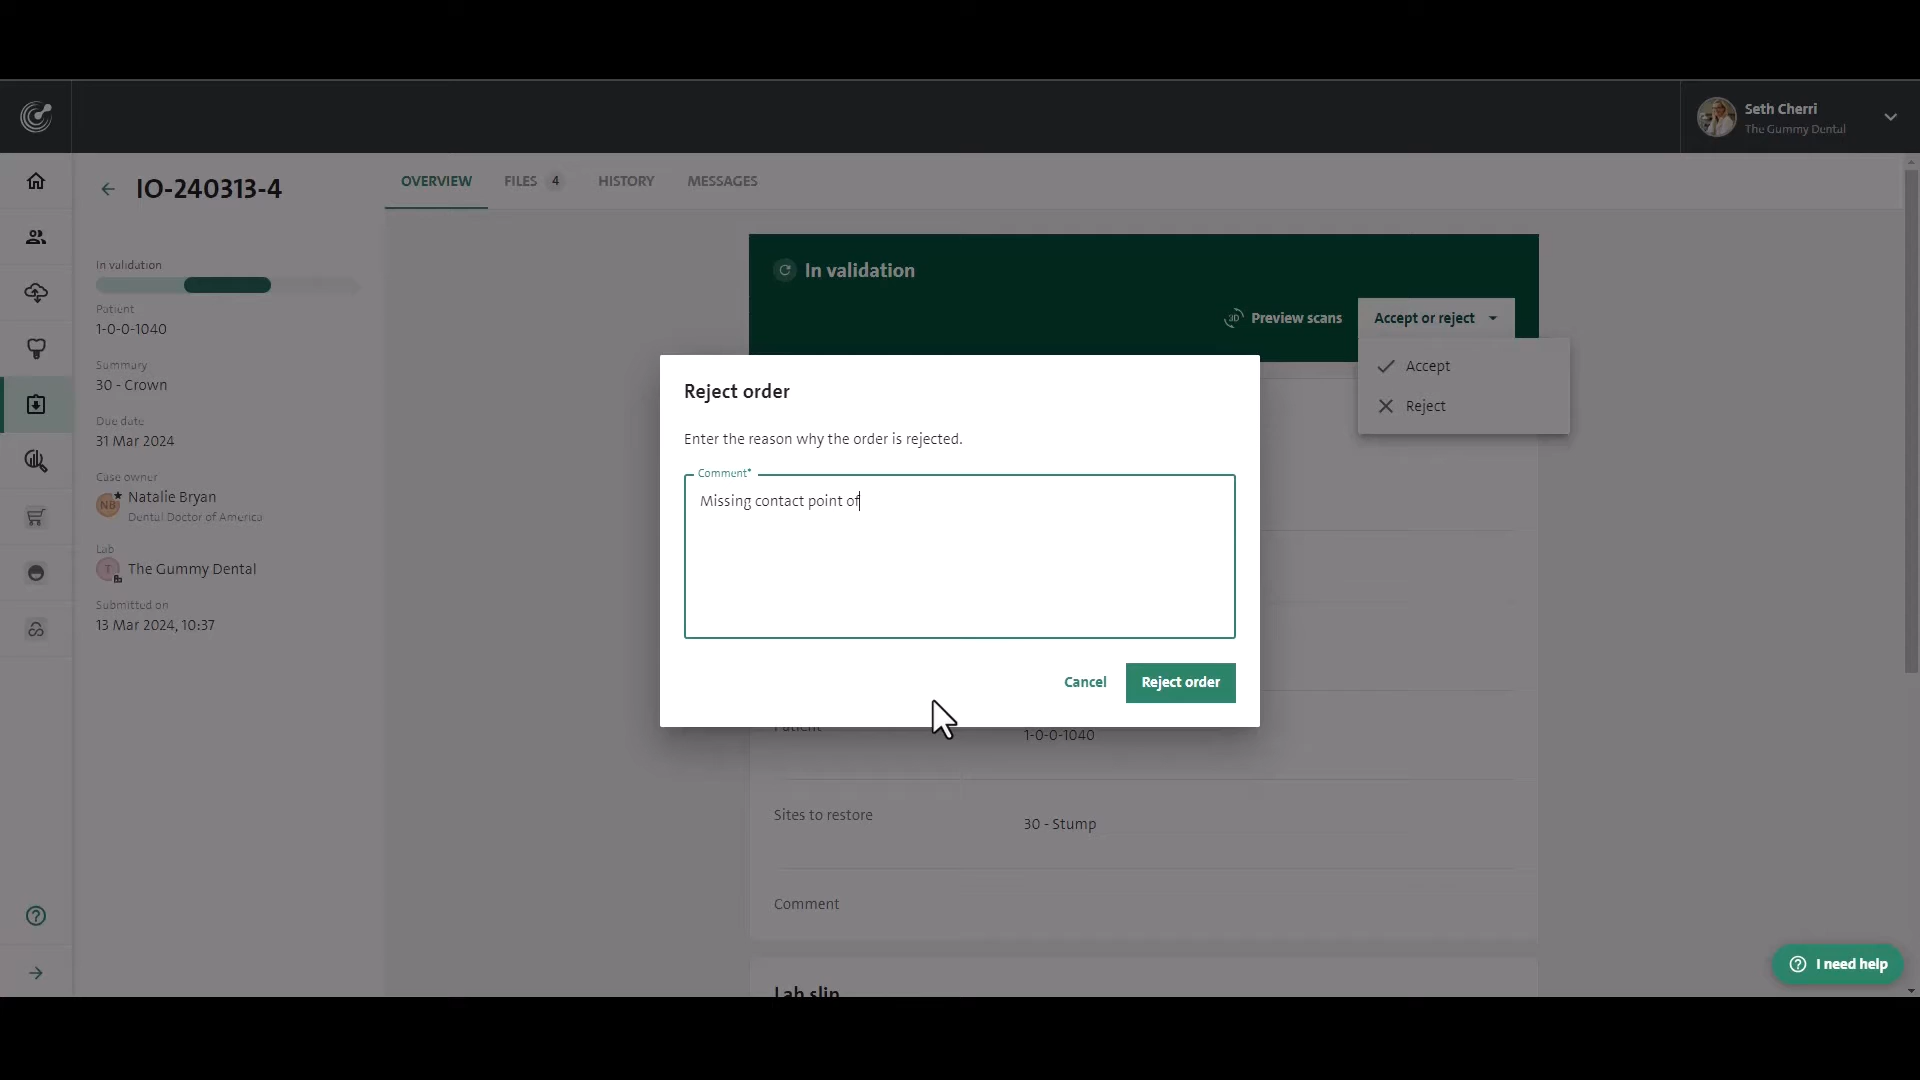 Seth Cherri
The Gummy Dental
IO-240313-4
OVERVIEW
FILES 4
HISTORY
MESSAGES
In validation
Patient
1-0-0-1040
Summary
30 - Crown
Due date
31 Mar 2024
Case owner
NB
Natalie Bryan
Dental Doctor of America
Lab
T
The Gummy Dental
Submitted on
13 Mar 2024, 10:37
In validation
3D Preview scans
Accept or reject
Accept
Reject
Reject order
Enter the reason why the order is rejected.
Comment*
Missing contact point of
Cancel
Reject order
Patient
1-0-0-1040
Sites to restore
30 - Stump
Comment
Lab slip
I need help